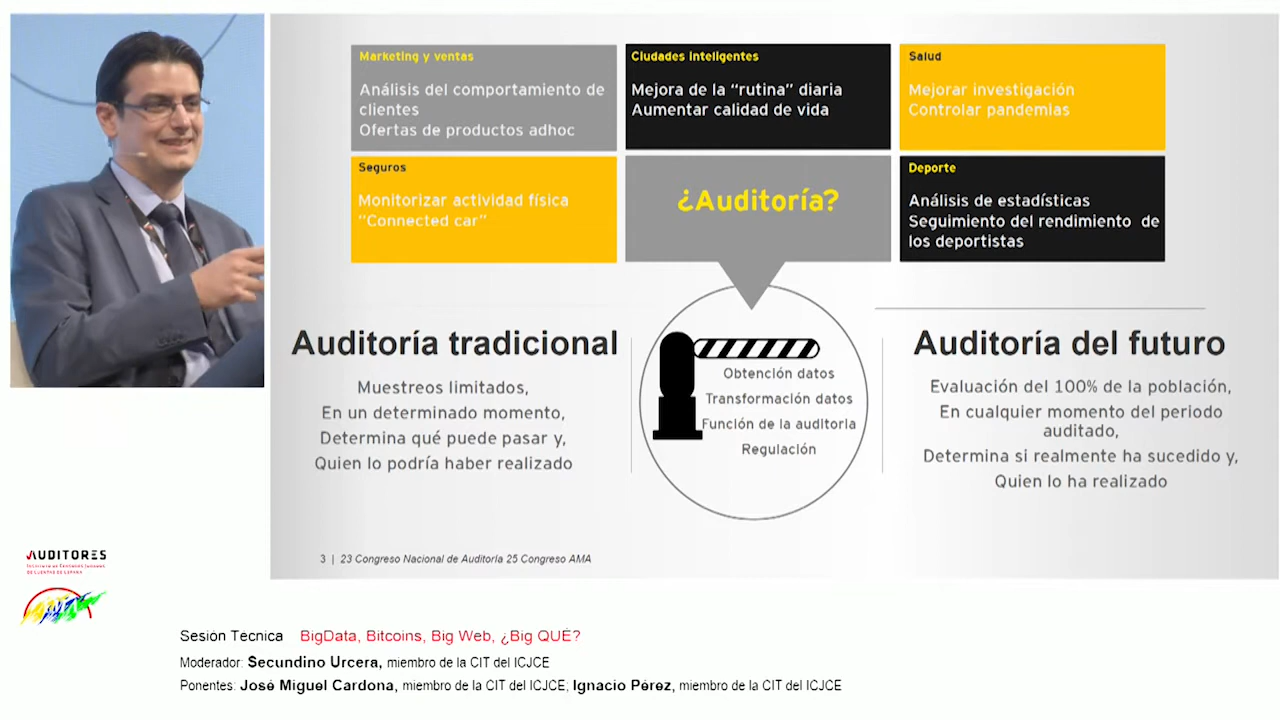 Marketing y ventas
Análisis del comportamiento de
clientes
Ofertas de productos adhoc
Ciudades inteligentes
Mejora de la “rutina” diaria
Aumentar calidad de vida
Salud
Mejorar investigación
Controlar pandemias
Seguros
Monitorizar actividad física
“Connected car”
¿Auditoría?
Deporte
Análisis de estadísticas
Seguimiento del rendimiento de
los deportistas
Auditoría tradicional
Muestreos limitados,
En un determinado momento,
Determina qué puede pasar y,
Quien lo podría haber realizado
Obtención datos
Transformación datos
Función de la auditoria
Regulación
Auditoría del futuro
Evaluación del 100% de la población,
En cualquier momento del periodo
auditado,
Determina si realmente ha sucedido y,
Quien lo ha realizado
3 | 23 Congreso Nacional de Auditoría 25 Congreso AMA
AUDITORES
Sesión Tecnica BigData, Bitcoins, Big Web, ¿Big QUÉ?
Moderador: Secundino Urcera, miembro de la CIT del ICJCE
Ponentes: José Miguel Cardona, miembro de la CIT del ICJCE; Ignacio Pérez, miembro de la CIT del ICJCE